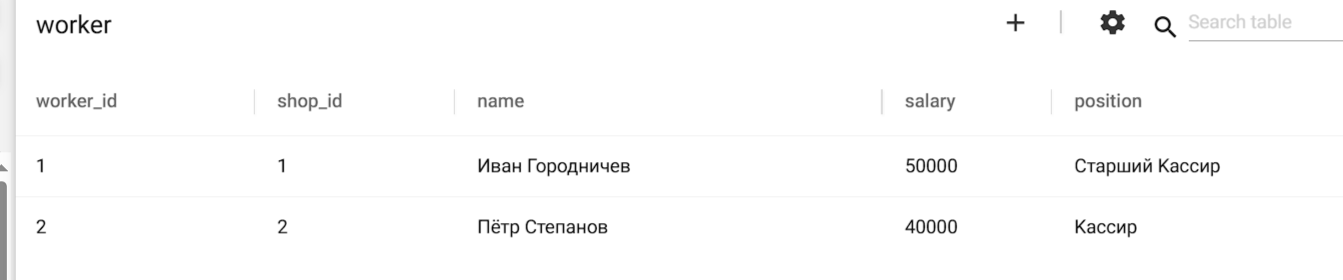 worker
Search table
worker_id shop_id name salary position
1 1 Иван Городничев 50000 Старший Кассир
2 2 Пётр Степанов 40000 Кассир